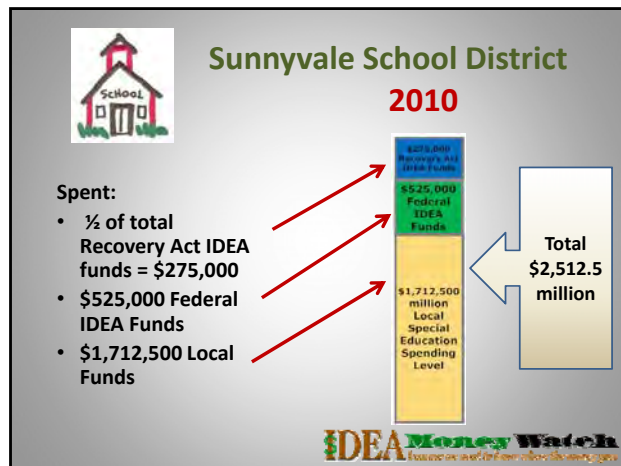 SCHOOL
Sunnyvale School District
2010
Spent:
• ½ of total
Recovery Act IDEA
funds = $275,000
• $525,000 Federal
IDEA Funds
• $1,712,500 Local
Funds
$275,000
Recovery Act
IDEA Funds
$525,000
Federal
IDEA
Funds
$1,712,500
million
Local
Special
Education
Spending
Level
Total
$2,512.5
million
IDEA Money Watch